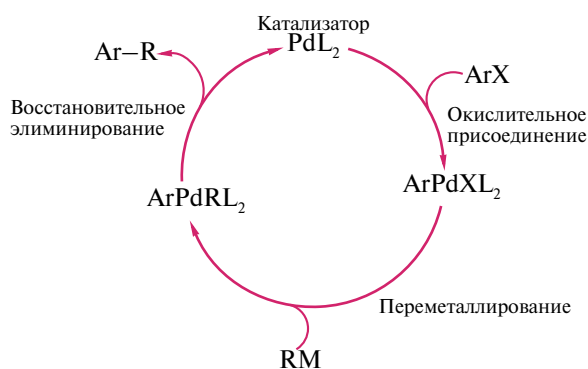 Катализатор
PdL₂
Ar–R
ArX
Восстановительное
элиминирование
Окислительное
присоединение
ArPdRL₂
ArPdXL₂
Переметаллирование
RM